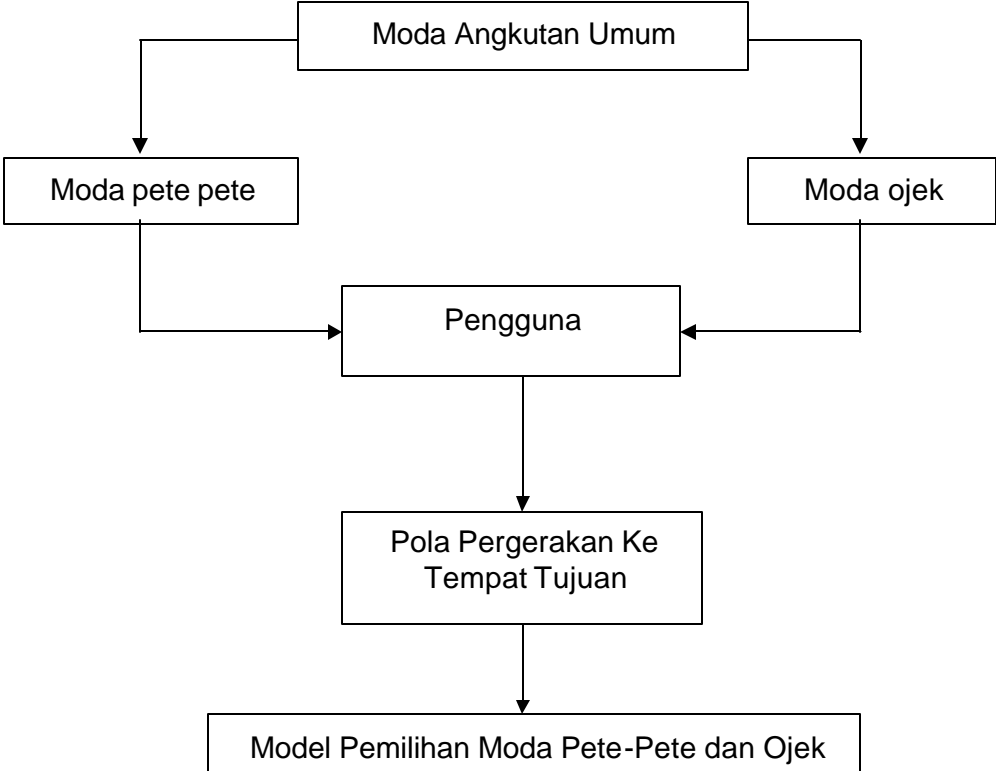 Moda Angkutan Umum
Moda pete pete
Moda ojek
Pengguna
Pola Pergerakan Ke
Tempat Tujuan
Model Pemilihan Moda Pete-Pete dan Ojek